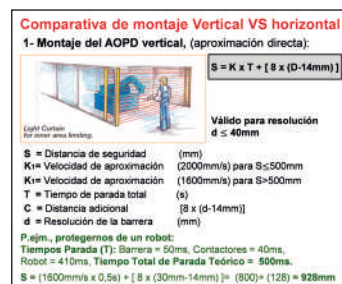 Comparativa de montaje Vertical VS horizontal
1- Montaje del AOPD vertical, (aproximación directa):
S = K x T + [ 8 x (D-14mm) ]
Light Curtain
for inner area limiting.
Válido para resolución
d ≤ 40mm
S = Distancia de seguridad (mm)
K₁= Velocidad de aproximación (2000mm/s) para S≤500mm
K₁= Velocidad de aproximación (1600mm/s) para S>500mm
T = Tiempo de parada total (s)
C = Distancia adicional [8 x (d-14mm)]
d = Resolución de la barrera (mm)
P.ejm., protegernos de un robot:
Tiempos Parada (T): Barrera = 50ms, Contactores = 40ms,
Robot = 410ms, Tiempo Total de Parada Teórico = 500ms.
S = (1600mm/s x 0,5s) + [ 8 x (30mm-14mm) ]= (800)+ (128) = 928mm